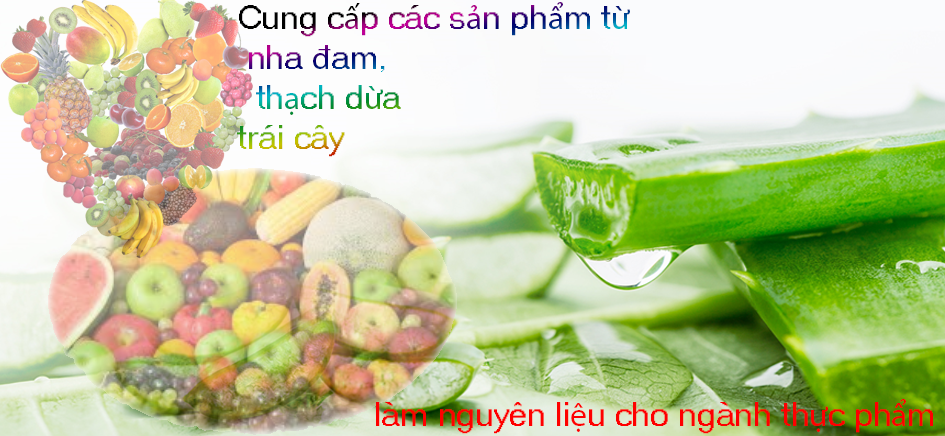 Cung cấp các sản phẩm từ
nha đam,
thạch dừa
trái cây
làm nguyên liệu cho ngành thực phẩm